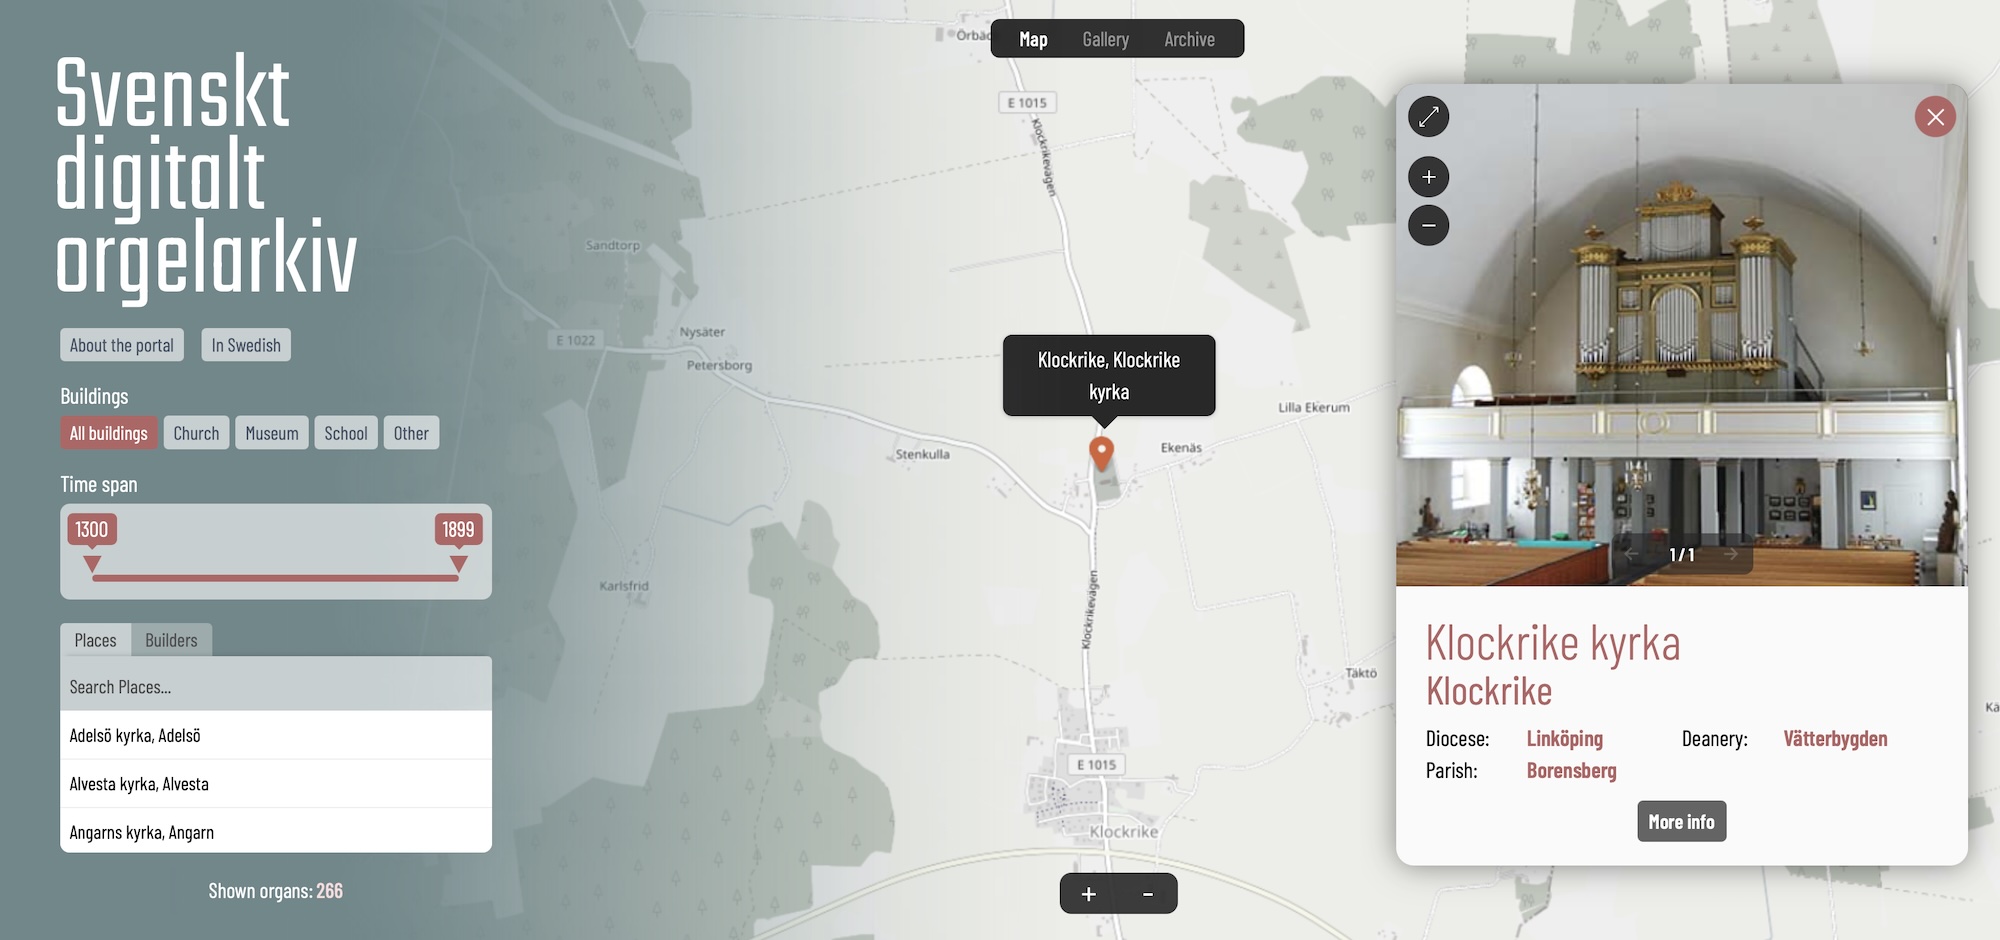 Svenskt
digitalt
orgelarkiv
About the portal
In Swedish
Buildings
All buildings
Church
Museum
School
Other
Time span
1300
1899
Places
Builders
Search Places...
Adelsö kyrka, Adelsö
Alvesta kyrka, Alvesta
Angarns kyrka, Angarn
Shown organs: 266
Map
Gallery
Archive
E 1015
Klockrikevägen
Sandtorp
E 1022
Nysäter
Petersborg
Klockrike, Klockrike
kyrka
Lilla Ekerum
Stenkulla
Ekenäs
Karlsfrid
Klockrikevägen
Täktö
E 1015
Klockrike
+
-
+
−
1 / 1
Klockrike kyrka
Klockrike
Diocese:
Linköping
Deanery:
Vätterbygden
Parish:
Borensberg
More info